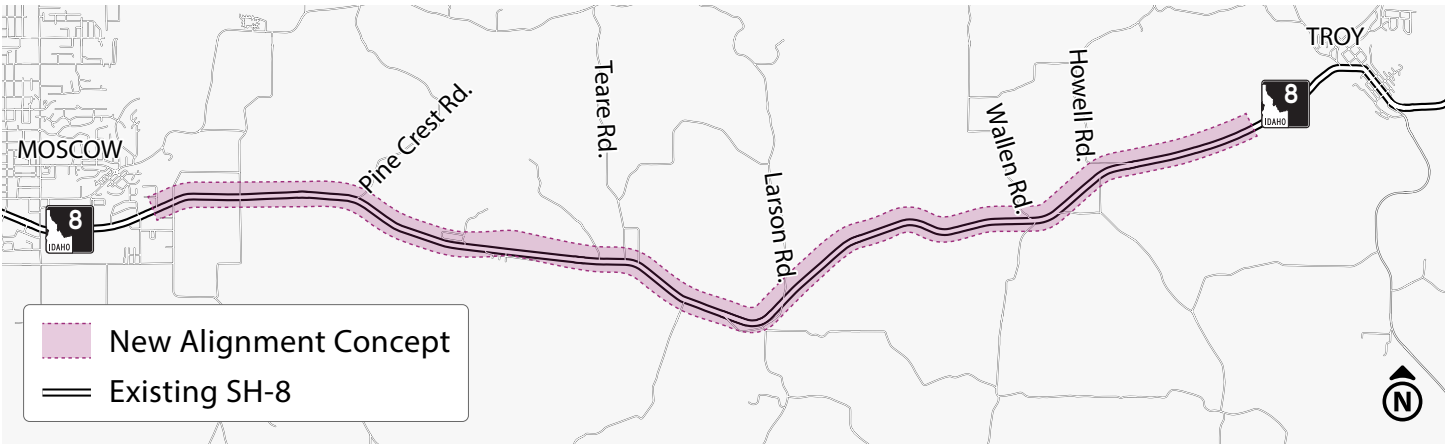 TROY
8
IDAHO
Howell Rd.
Teare Rd.
Pine Crest Rd.
Wallen Rd.
MOSCOW
Larson Rd.
8
IDAHO
New Alignment Concept
Existing SH-8
N